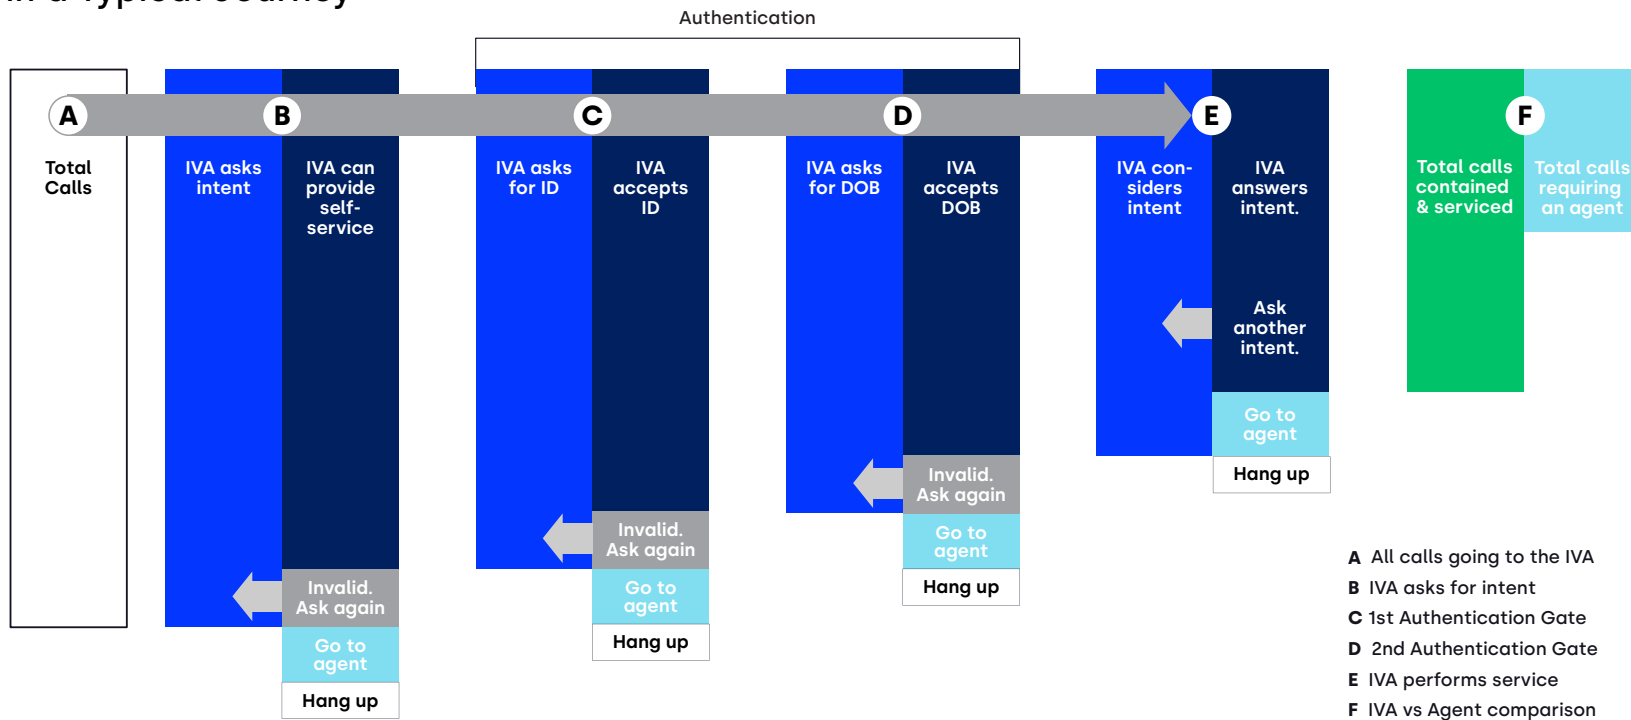 in a Typical Journey
Authentication
A
B
C
D
E
F
Total
Calls
IVA asks
intent
IVA can
provide
self-
service
IVA asks
for ID
IVA
accepts
ID
IVA asks
for DOB
IVA
accepts
DOB
IVA con-
siders
intent
IVA
answers
intent.
Total calls
contained
& serviced
Total calls
requiring
an agent
Ask
another
intent.
Go to
agent
Hang up
Invalid.
Ask again
Go to
agent
Hang up
Invalid.
Ask again
Go to
agent
Hang up
Invalid.
Ask again
Go to
agent
Hang up
A All calls going to the IVA
B IVA asks for intent
C 1st Authentication Gate
D 2nd Authentication Gate
E IVA performs service
F IVA vs Agent comparison